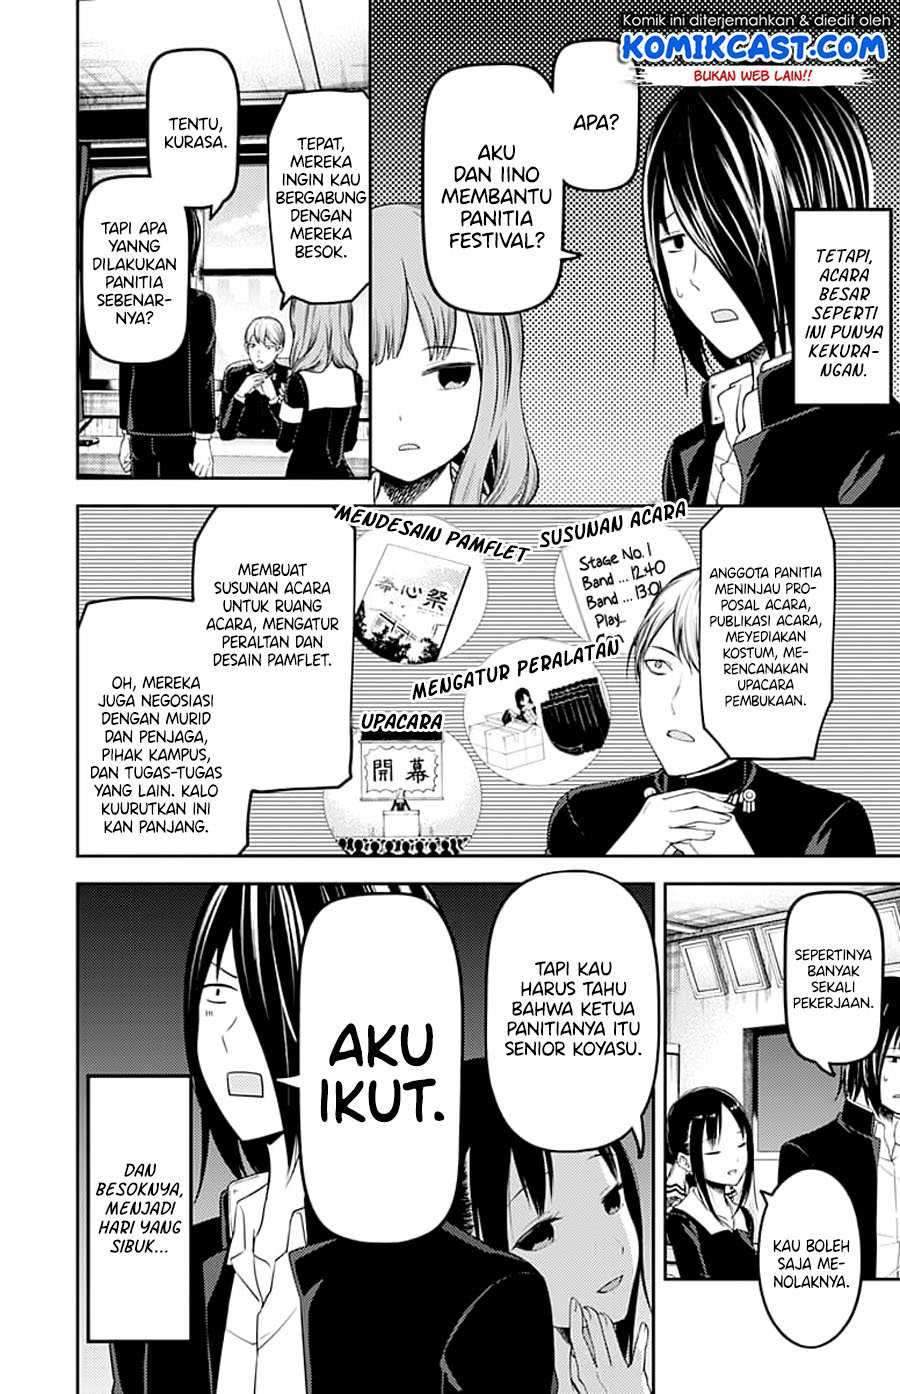 Komik ini diterjemahkan & diedit oleh
KOMIKCAST.COM
BUKAN WEB LAIN!!
TETAPI,
ACARA
BESAR
SEPERTI
INI PUNYA
KEKURA-
NGAN.
APA?
AKU
DAN IINO
MEMBANTU
PANITIA
FESTIVAL?
TEPAT,
MEREKA
INGIN KAU
BERGABUNG
DENGAN
MEREKA
BESOK.
TENTU,
KURASA.
TAPI APA
YANNG
DILAKUKAN
PANITIA
SEBENAR-
NYA?
ANGGOTA PANITIA
MENINJAU PRO-
POSAL ACARA,
PUBLIKASI ACARA,
MEYEDIAKAN
KOSTUM, ME-
RENCANAKAN
UPACARA
PEMBUKAAN.
SUSUNAN ACARA
Stage No. 1
Band ... 12:40
Band ... 13:0
Play...
MENDESAIN PAMFLET
心祭
MENGATUR PERALATAN
UPACARA
開幕
MEMBUAT
SUSUNAN ACARA
UNTUK RUANG
ACARA, MENGATUR
PERALTAN DAN
DESAIN PAMFLET.
OH, MEREKA
JUGA NEGOSIASI
DENGAN MURID
DAN PENJAGA,
PIHAK KAMPUS,
DAN TUGAS-TUGAS
YANG LAIN. KALO
KUURUTKAN INI
KAN PANJANG.
SEPERTINYA
BANYAK
SEKALI
PEKERJAAN.
KAU BOLEH
SAJA ME-
NOLAKNYA.
TAPI KAU
HARUS TAHU
BAHWA KETUA
PANITIANYA ITU
SENIOR KOYASU.
AKU
IKUT.
DAN
BESOKNYA,
MENJADI
HARI YANG
SIBUK...